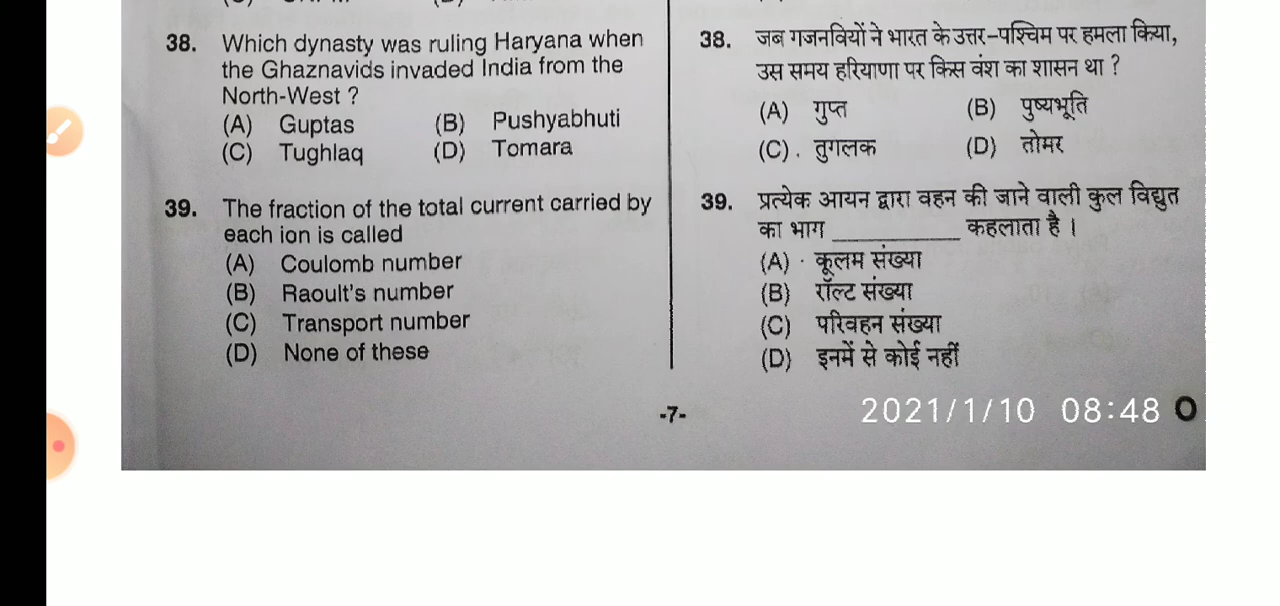 38. Which dynasty was ruling Haryana when
the Ghaznavids invaded India from the
North-West ?
(A) Guptas (B) Pushyabhuti
(C) Tughlaq (D) Tomara
39. The fraction of the total current carried by
each ion is called
(A) Coulomb number
(B) Raoult's number
(C) Transport number
(D) None of these
38. जब गजनवियों ने भारत के उत्तर-पश्चिम पर हमला किया,
उस समय हरियाणा पर किस वंश का शासन था ?
(A) गुप्त (B) पुष्यभूति
(C) तुगलक (D) तोमर
39. प्रत्येक आयन द्वारा वहन की जाने वाली कुल विद्युत
का भाग __________ कहलाता है ।
(A) कूलम संख्या
(B) रॉल्ट संख्या
(C) परिवहन संख्या
(D) इनमें से कोई नहीं
-7-
2021/1/10 08:48 O